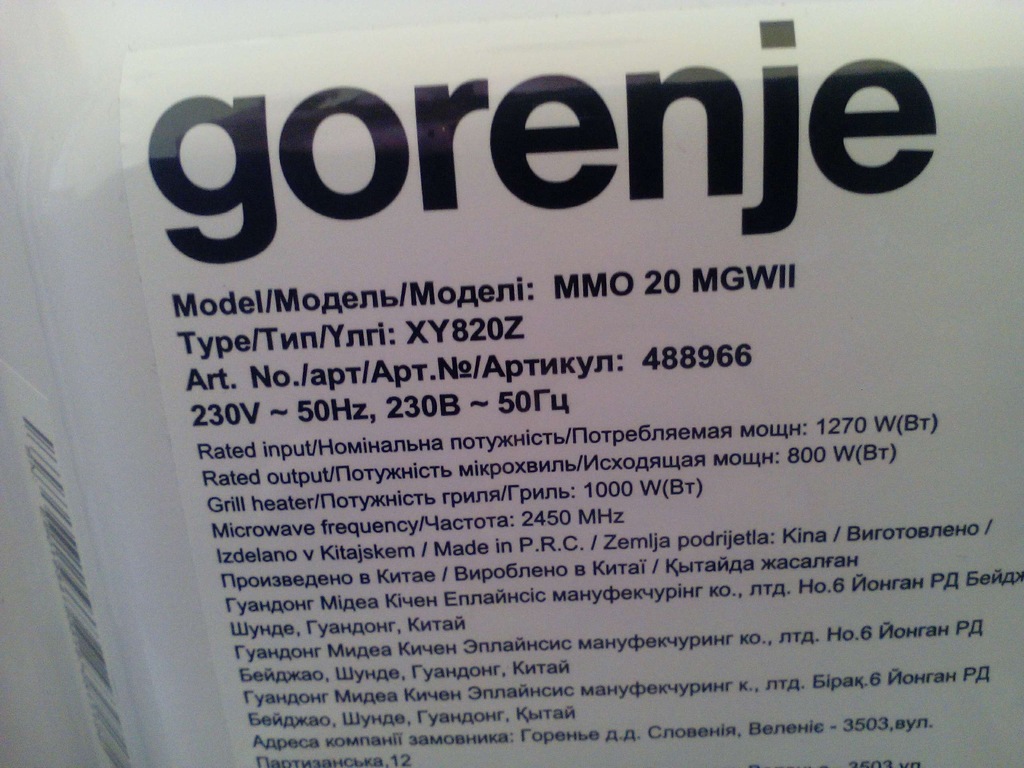 gorenje
Model/Модель/Моделі: MMO 20 MGWII
Type/Тип/Үлгі: XY820Z
Art. No./арт/Арт.№/Артикул: 488966
230V ~ 50Hz, 230В ~ 50Гц
Rated input/Номінальна потужність/Потребляемая мощн: 1270 W(Вт)
Rated output/Потужність мікрохвиль/Исходящая мощн: 800 W(Вт)
Grill heater/Потужність гриля/Гриль: 1000 W(Вт)
Microwave frequency/Частота: 2450 MHz
Izdelano v Kitajskem / Made in P.R.C. / Zemlja podrijetla: Kina / Виготовлено /
Произведено в Китае / Вироблено в Китаї / Қытайда жасалған
Гуандонг Мідеа Кічен Еплайнсіс мануфекчурінг ко., лтд. Но.6 Йонган РД Бейдж
Шунде, Гуандонг, Китай
Гуандонг Мидеа Кичен Эплайнсис мануфекчуринг ко., лтд. Но.6 Йонган РД
Бейджао, Шунде, Гуандонг, Китай
Гуандонг Мидеа Кичен Эплайнсис мануфекчуринг к., лтд. Бірақ.6 Йонган РД
Бейджао, Шунде, Гуандонг, Қытай
Адреса компанії замовника: Горенье д.д. Словенія, Веленіє - 3503,вул.
Партизанська,12
- 3503,ул.